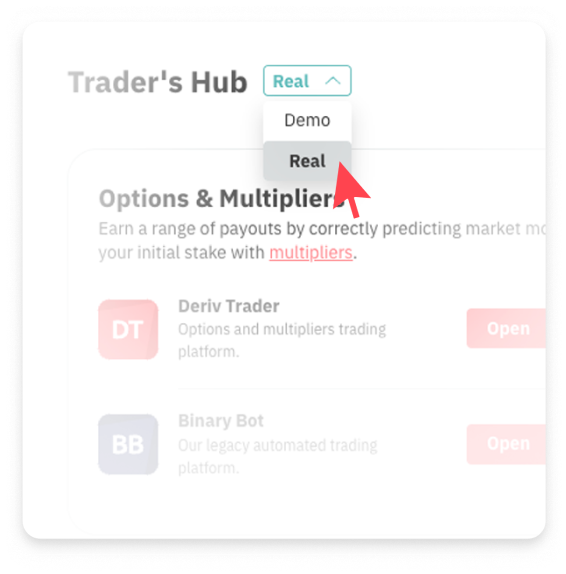 Trader's Hub Real
Demo
Real
Options & Multipliers
Earn a range of payouts by correctly predicting market
your initial stake with multipliers.
DT
Deriv Trader
Options and multipliers trading
platform.
Open
BB
Binary Bot
Our legacy automated trading
platform.
Open